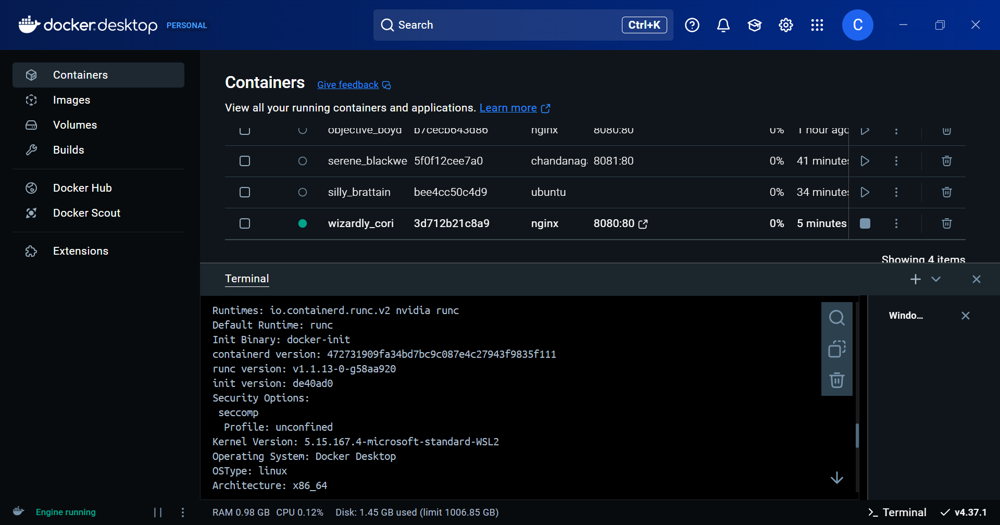 docker.desktop PERSONAL
Search
Ctrl+K
C
Containers
Images
Volumes
Builds
Docker Hub
Docker Scout
Extensions
Containers
Give feedback
View all your running containers and applications. Learn more
objective_boyd b7cecb643d86 nginx 8080:80 0% 1 hour ago
serene_blackwe 5f0f12cee7a0 chandanag 8081:80 0% 41 minutes
silly_brattain bee4cc50c4d9 ubuntu 0% 34 minutes
wizardly_cori 3d712b21c8a9 nginx 8080:80 0% 5 minutes
Showing 4 items
Terminal
Runtimes: io.containerd.runc.v2 nvidia runc
Default Runtime: runc
Init Binary: docker-init
containerd version: 472731909fa34bd7bc9c087e4c27943f9835f111
runc version: v1.1.13-0-g58aa920
init version: de40ad0
Security Options:
seccomp
Profile: unconfined
Kernel Version: 5.15.167.4-microsoft-standard-WSL2
Operating System: Docker Desktop
OSType: linux
Architecture: x86_64
Windo...
Engine running
RAM 0.98 GB CPU 0.12% Disk: 1.45 GB used (limit 1006.85 GB)
Terminal
v4.37.1